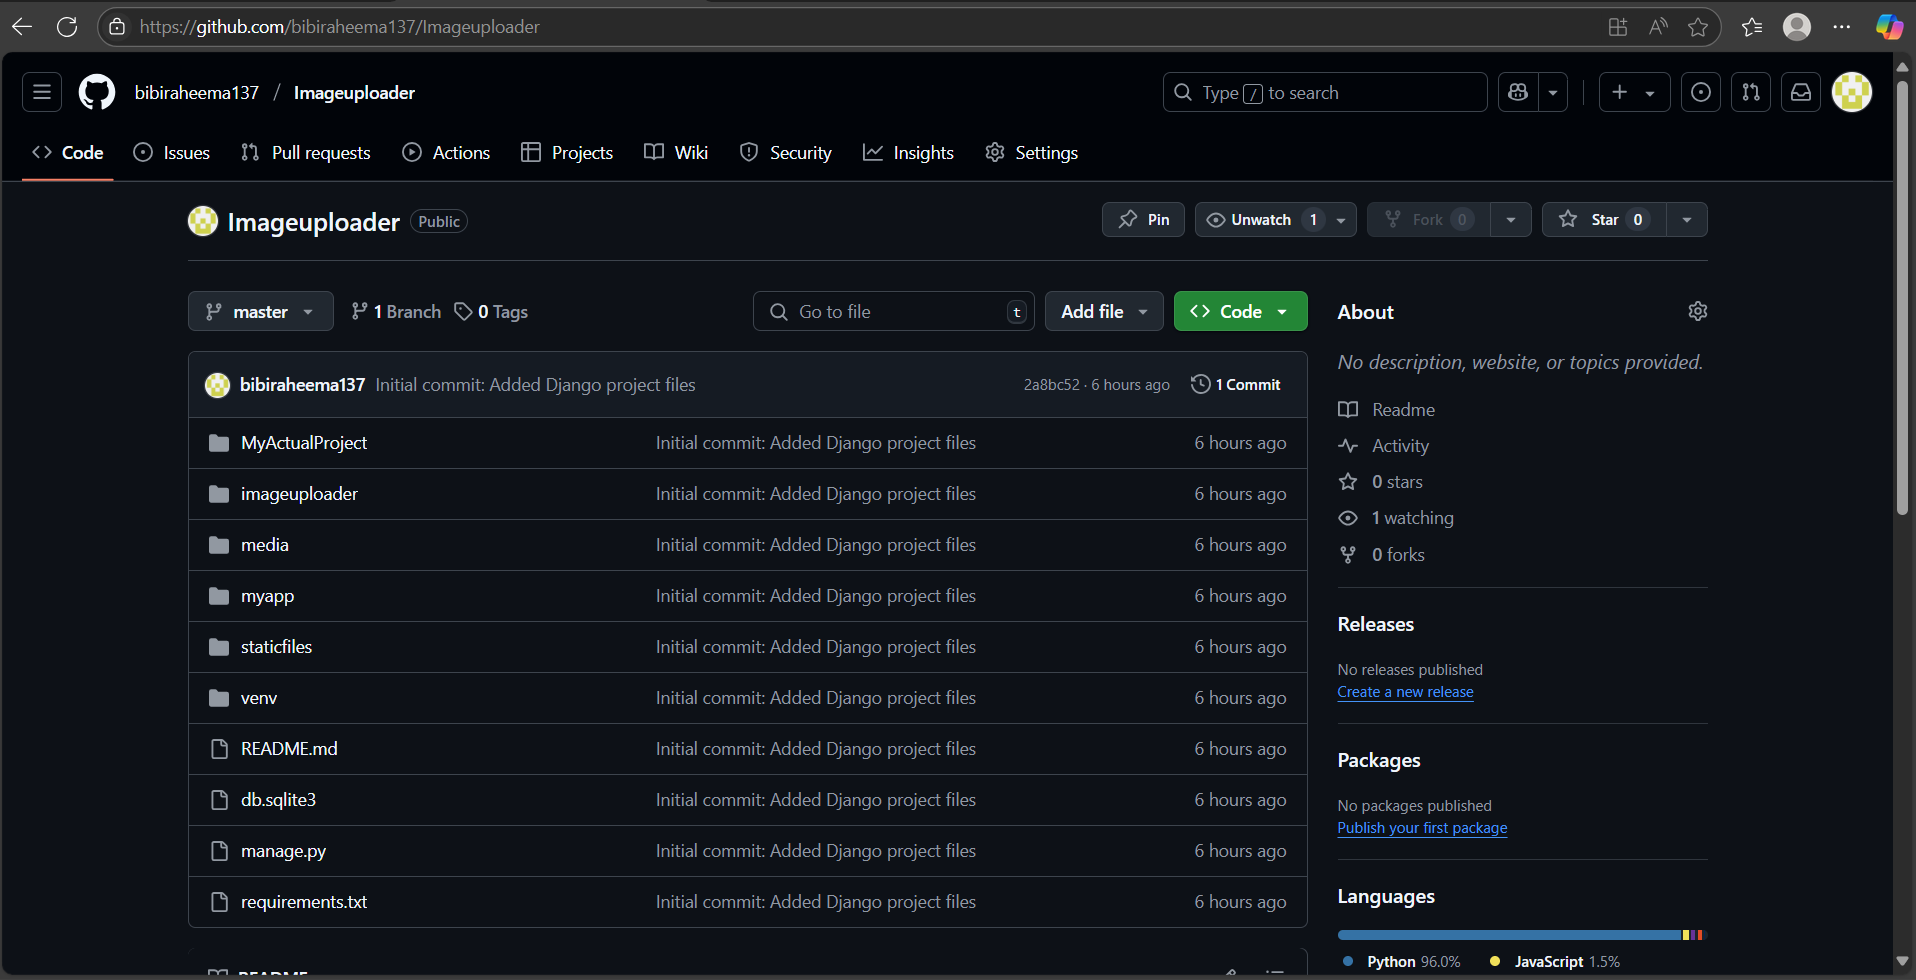 https://github.com/bibiraheema137/Imageuploader
bibiraheema137 / Imageuploader
Type / to search
Code Issues Pull requests Actions Projects Wiki Security Insights Settings
Imageuploader Public
Pin Unwatch 1 Fork 0 Star 0
master 1 Branch 0 Tags Go to file t Add file Code
About
No description, website, or topics provided.
bibiraheema137 Initial commit: Added Django project files 2a8bc52 · 6 hours ago 1 Commit
MyActualProject Initial commit: Added Django project files 6 hours ago
imageuploader Initial commit: Added Django project files 6 hours ago
media Initial commit: Added Django project files 6 hours ago
myapp Initial commit: Added Django project files 6 hours ago
staticfiles Initial commit: Added Django project files 6 hours ago
venv Initial commit: Added Django project files 6 hours ago
README.md Initial commit: Added Django project files 6 hours ago
db.sqlite3 Initial commit: Added Django project files 6 hours ago
manage.py Initial commit: Added Django project files 6 hours ago
requirements.txt Initial commit: Added Django project files 6 hours ago
README
Readme
Activity
0 stars
1 watching
0 forks
Releases
No releases published
Create a new release
Packages
No packages published
Publish your first package
Languages
Python 96.0% JavaScript 1.5%